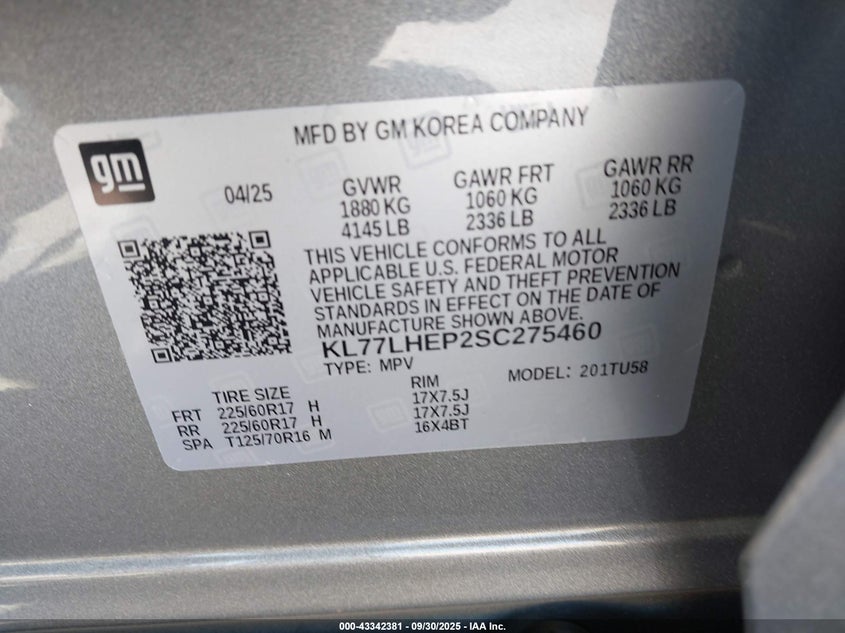 MFD BY GM KOREA COMPANY
gm
04/25
GVWR
1880 KG
4145 LB
GAWR FRT
1060 KG
2336 LB
GAWR RR
1060 KG
2336 LB
THIS VEHICLE CONFORMS TO ALL
APPLICABLE U.S. FEDERAL MOTOR
VEHICLE SAFETY AND THEFT PREVENTION
STANDARDS IN EFFECT ON THE DATE OF
MANUFACTURE SHOWN ABOVE.
KL77LHEP2SC275460
TYPE: MPV
MODEL: 201TU58
TIRE SIZE
RIM
FRT 225/60R17 H 17X7.5J
RR 225/60R17 H 17X7.5J
SPA T125/70R16 M 16X4BT
000-43342381 - 09/30/2025 - IAA Inc.